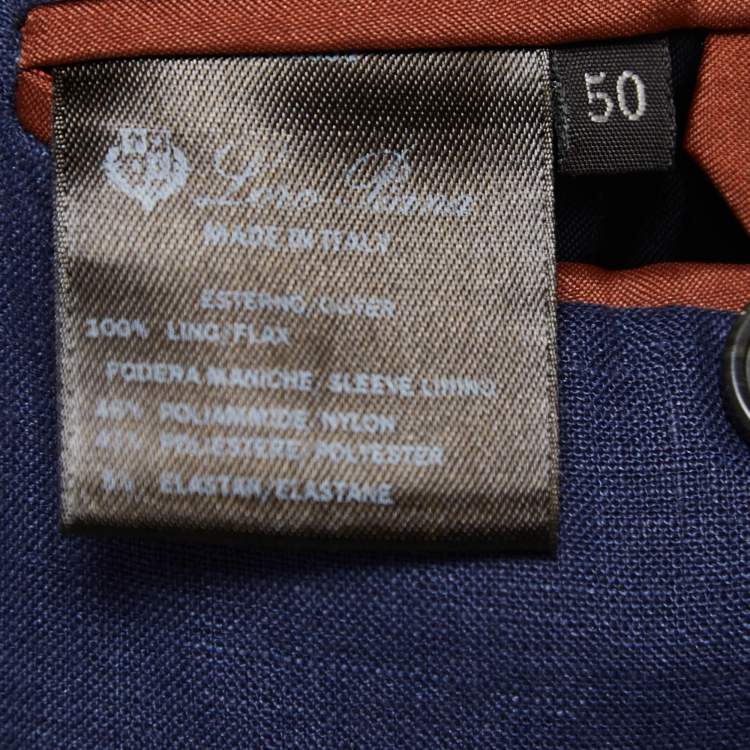 Loro Piana
50
MADE IN ITALY
ESTERNO/OUTER
100% LINO/FLAX
FODERA MANICHE/SLEEVE LINING
POLIAMMIDE/NYLON
POLIESTERE/POLYESTER
ELASTAN/ELASTANE